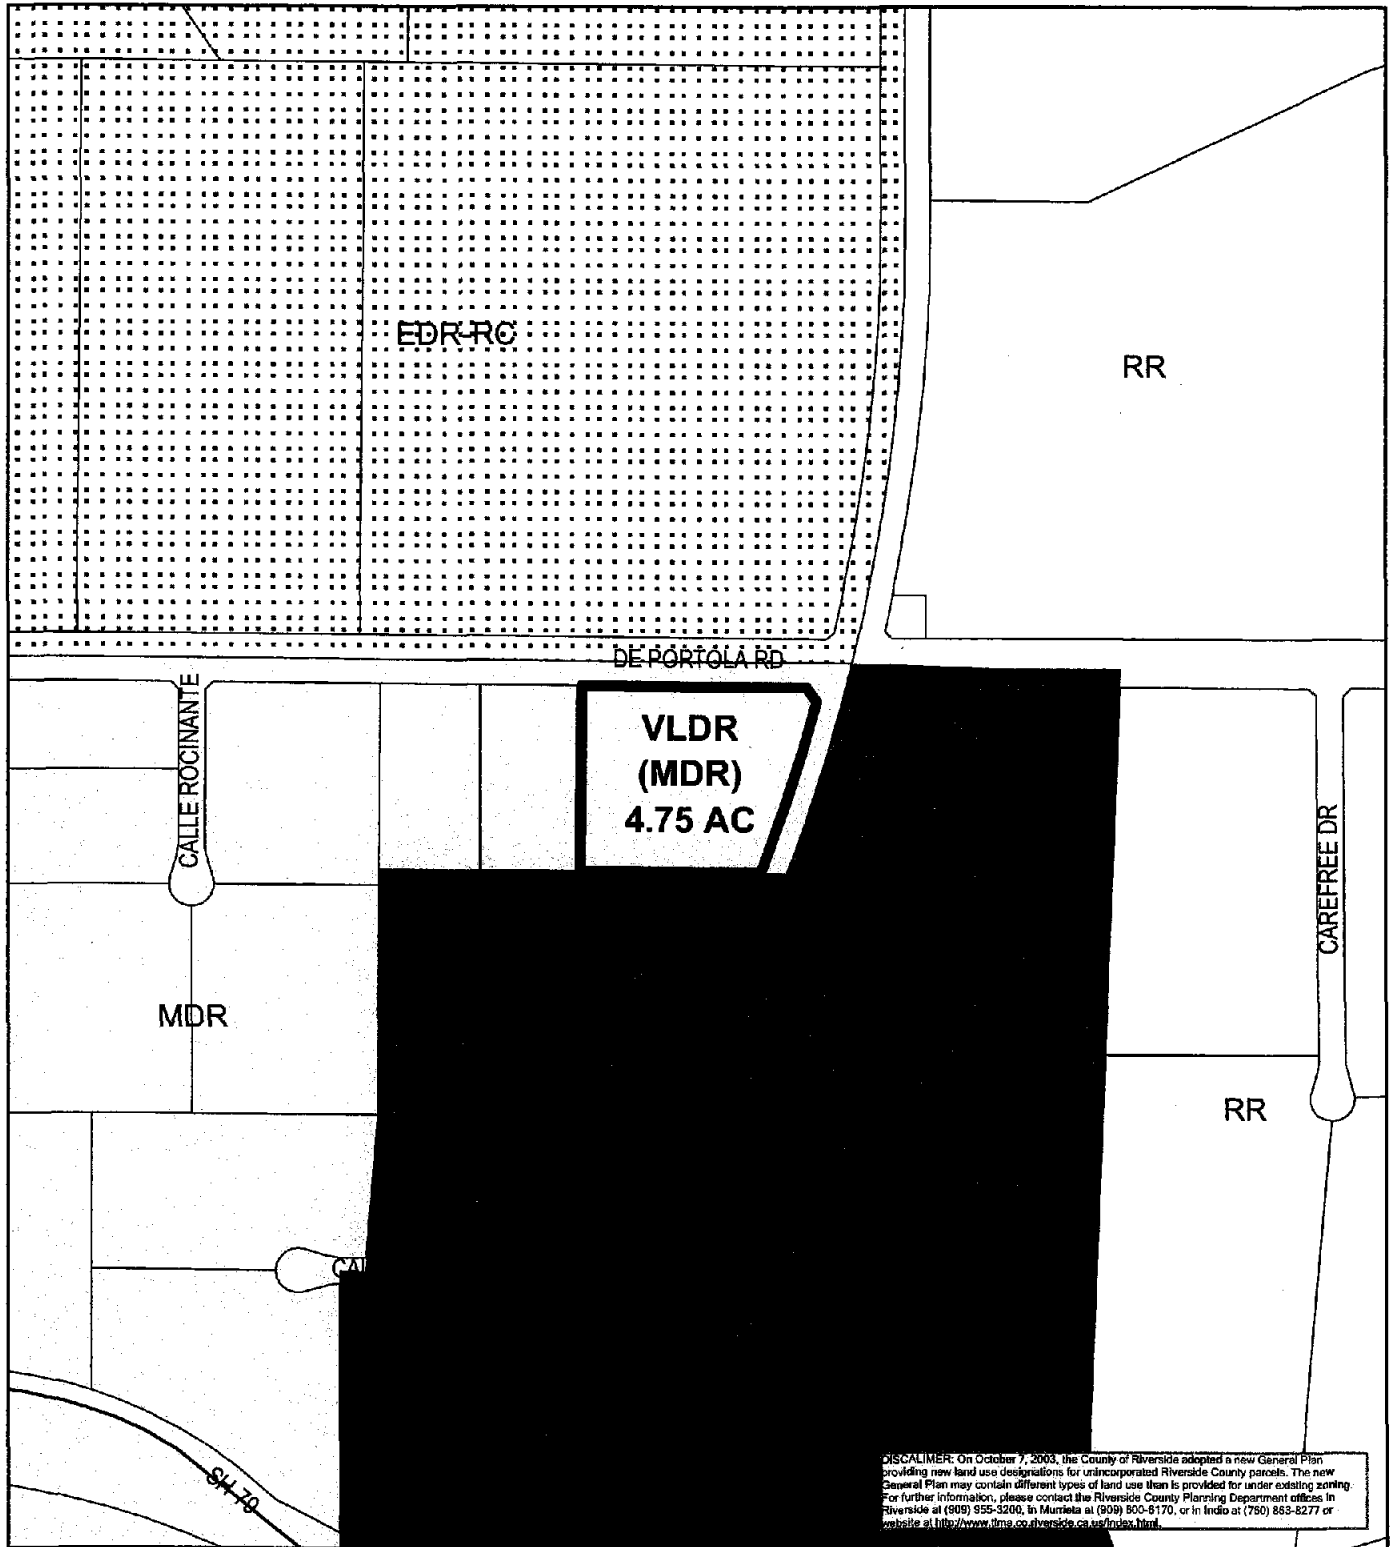 EDR-RC
RR
DE PORTOLA RD
CALLE ROCINANTE
VLDR
(MDR)
4.75 AC
CAREFREE DR
MDR
RR
SH 79
DISCALIMER: On October 7, 2003, the County of Riverside adopted a new General Plan
providing new land use designations for unincorporated Riverside County parcels. The new
General Plan may contain different types of land use than is provided for under existing zoning.
For further information, please contact the Riverside County Planning Department offices in
Riverside at (909) 955-3200, in Murrieta at (909) 600-6170, or in Indio at (760) 863-8277 or
website at http://www.tlma.co.riverside.ca.us/index.html.